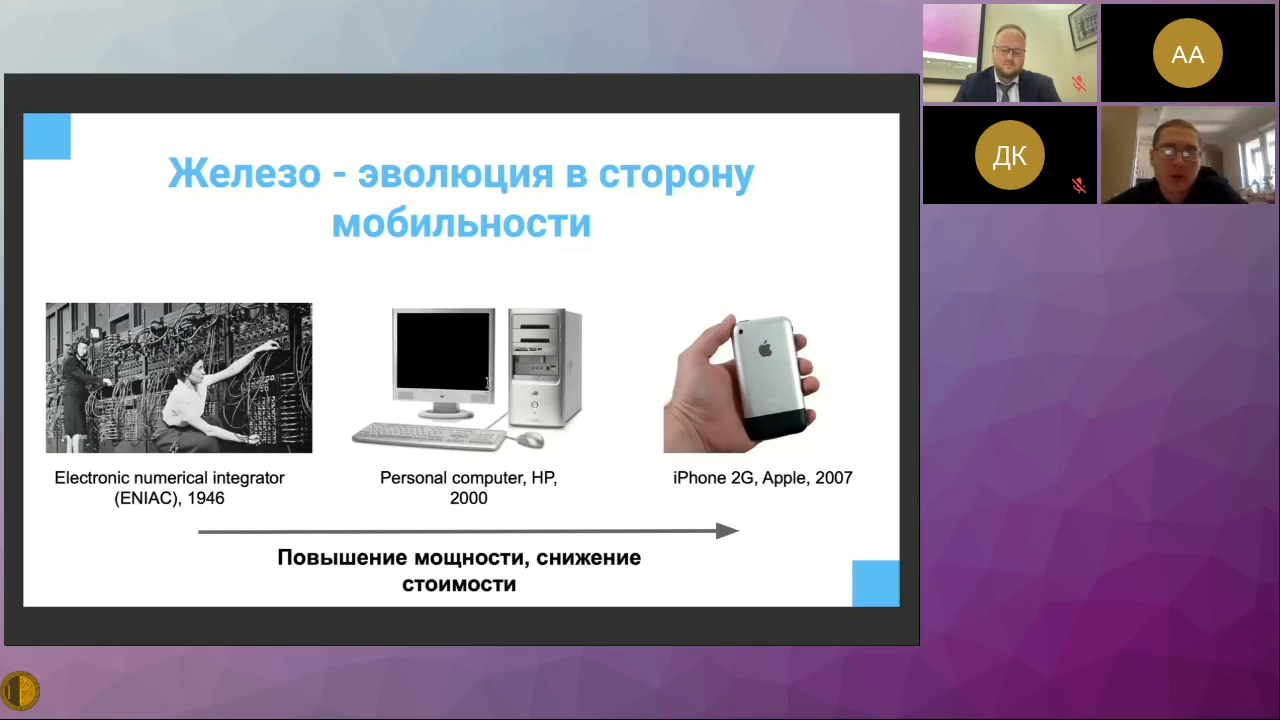 Железо - эволюция в сторону
мобильности
Electronic numerical integrator
(ENIAC), 1946
Personal computer, HP,
2000
iPhone 2G, Apple, 2007
Повышение мощности, снижение
стоимости
АА
ДК